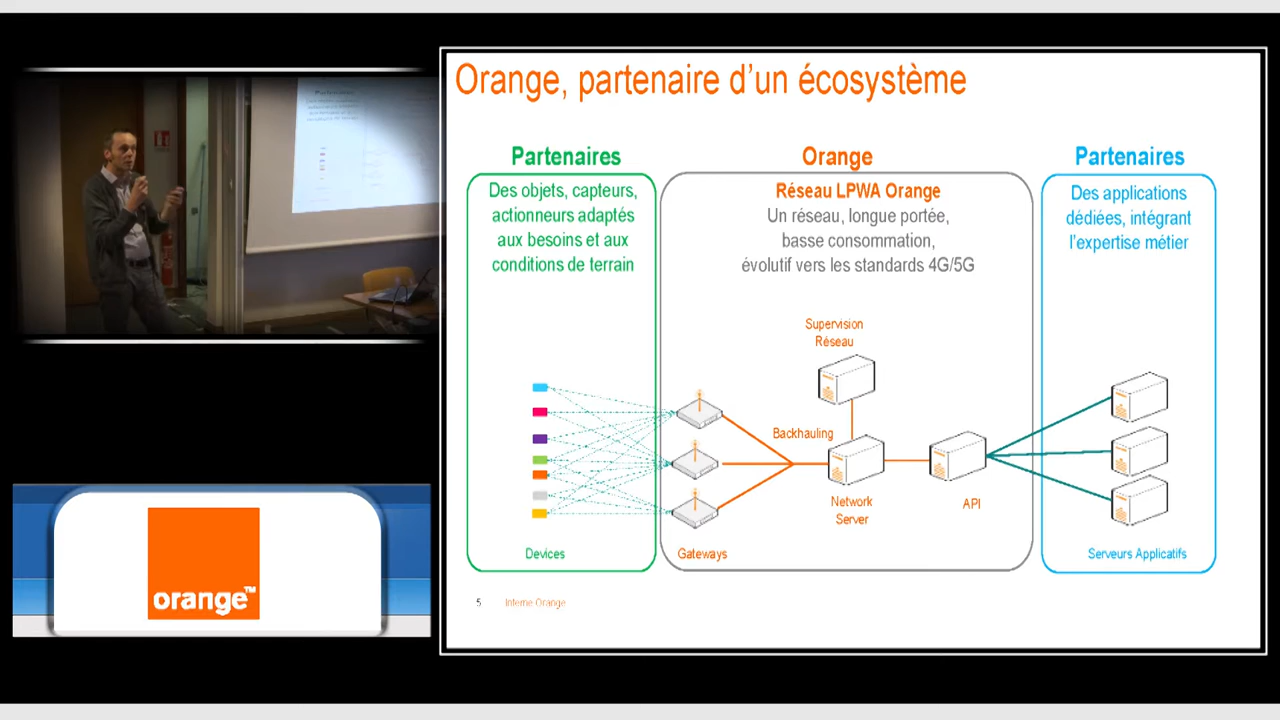 Orange, partenaire d'un écosystème
Partenaires
Des objets, capteurs,
actionneurs adaptés
aux besoins et aux
conditions de terrain
Devices
Orange
Réseau LPWA Orange
Un réseau, longue portée,
basse consommation,
évolutif vers les standards 4G/5G
Supervision
Réseau
Backhauling
Network
Server
API
Gateways
Partenaires
Des applications
dédiées, intégrant
l'expertise métier
Serveurs Applicatifs
5 Interne Orange
orange™